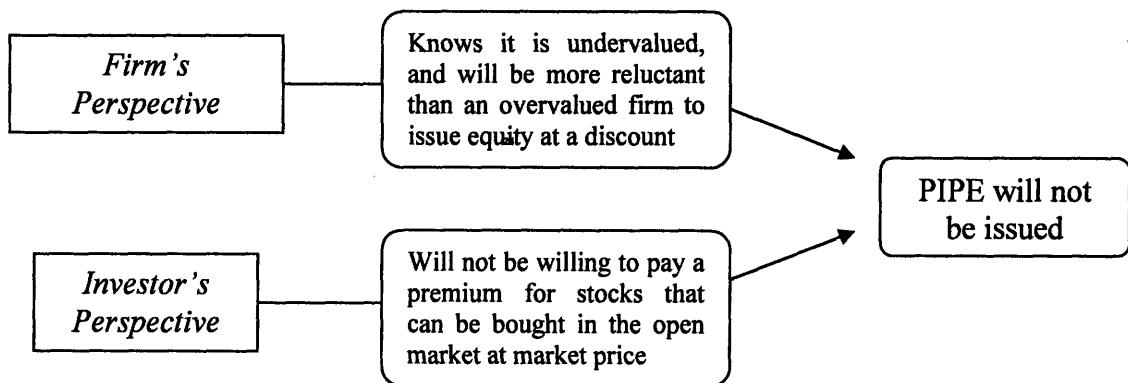 Firm's
Perspective
Knows it is undervalued,
and will be more reluctant
than an overvalued firm to
issue equity at a discount
PIPE will not
be issued
Investor's
Perspective
Will not be willing to pay a
premium for stocks that
can be bought in the open
market at market price